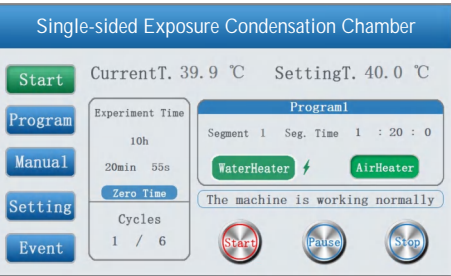 Single-sided Exposure Condensation Chamber
Start
CurrentT. 39.9 ℃ SettingT. 40.0 ℃
Program
Manual
Setting
Event
Experiment Time
10h
20min 55s
Zero Time
Cycles
1 / 6
Program1
Segment 1 Seg. Time 1 : 20 : 0
WaterHeater AirHeater
The machine is working normally
Start Pause Stop